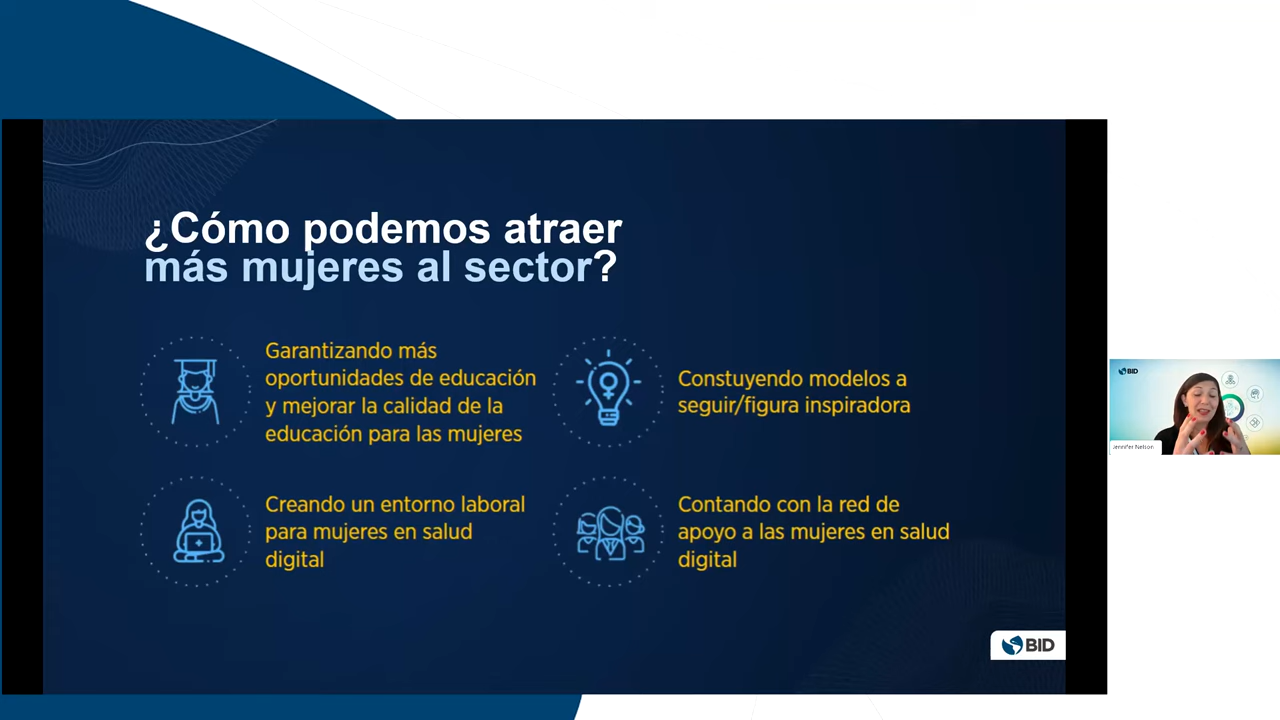 ¿Cómo podemos atraer
más mujeres al sector?
Garantizando más
oportunidades de educación
y mejorar la calidad de la
educación para las mujeres
Constuyendo modelos a
seguir/figura inspiradora
Creando un entorno laboral
para mujeres en salud
digital
Contando con la red de
apoyo a las mujeres en salud
digital
BID
BID
Jennifer Nelson